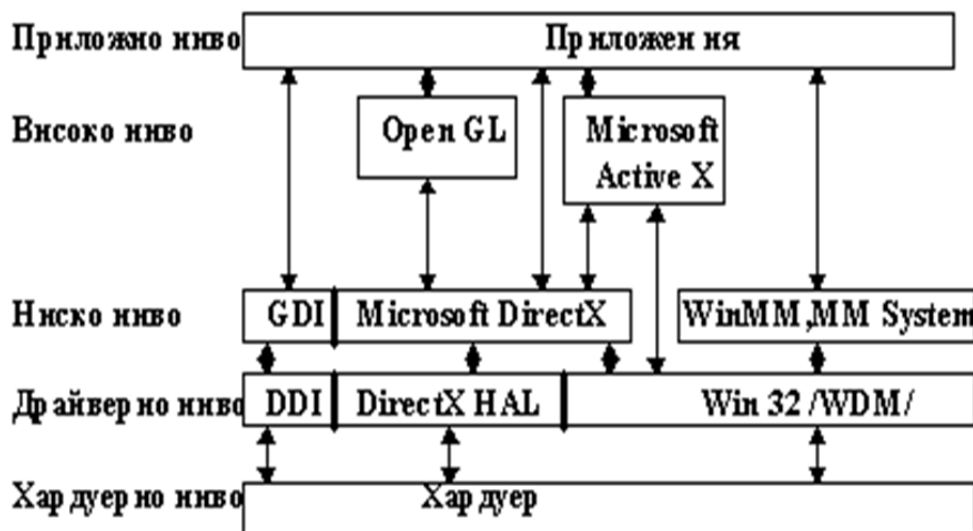 Приложно ниво
Приложения
Високо ниво
Open GL
Microsoft
Active X
Ниско ниво
GDI
Microsoft DirectX
WinMM,MM System
Драйверно ниво
DDI
DirectX HAL
Win 32 /WDM/
Хардуерно ниво
Хардуер